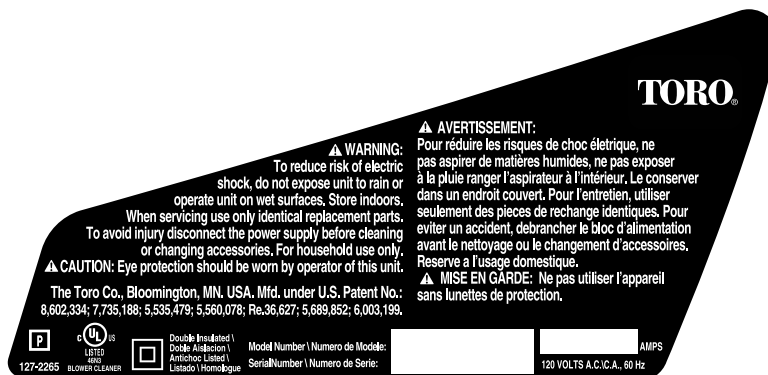 TORO®
⚠ WARNING:
To reduce risk of electric
shock, do not expose unit to rain or
operate unit on wet surfaces. Store indoors.
When servicing use only identical replacement parts.
To avoid injury disconnect the power supply before cleaning
or changing accessories. For household use only.
⚠ CAUTION: Eye protection should be worn by operator of this unit.
The Toro Co., Bloomington, MN. USA. Mfd. under U.S. Patent No.:
8,602,334; 7,735,188; 5,535,479; 5,560,078; Re.36,627; 5,689,852; 6,003,199.
⚠ AVERTISSEMENT:
Pour réduire les risques de choc életrique, ne
pas aspirer de matières humides, ne pas exposer
à la pluie ranger l'aspirateur à l'intérieur. Le conserver
dans un endroit couvert. Pour l'entretien, utiliser
seulement des pieces de rechange identiques. Pour
eviter un accident, debrancher le bloc d'alimentation
avant le nettoyage ou le changement d'accessoires.
Reserve a l'usage domestique.
⚠ MISE EN GARDE: Ne pas utiliser l'appareil
sans lunettes de protection.
P
127-2265
c UL US
LISTED
46N3
BLOWER CLEANER
Double Insulated \
Doble Aislacion \
Antichoc Listed \
Listado \ Homologue
Model Number \ Numero de Modele:
SerialNumber \ Numero de Serie:
AMPS
120 VOLTS A.C.\C.A., 60 Hz